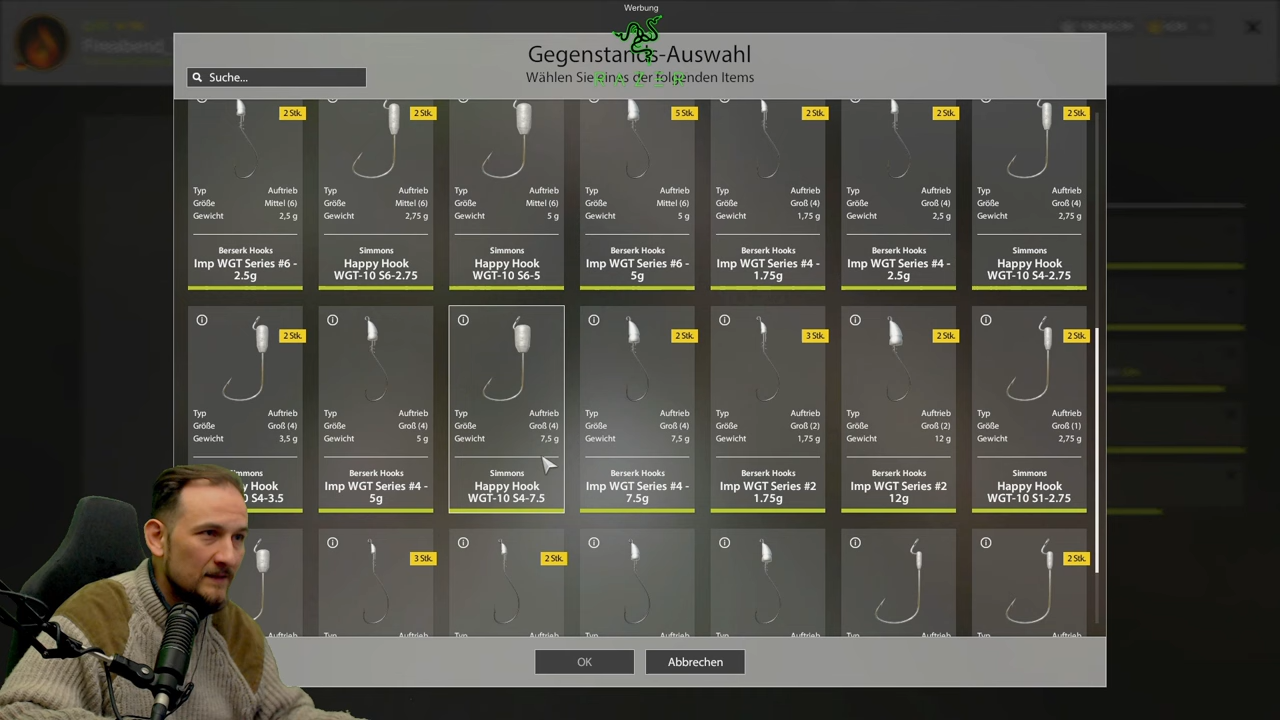 Werbung
Gegenstands-Auswahl
Wählen Sie eines der folgenden Items
Suche...
2 Stk.
2 Stk.
5 Stk.
2 Stk.
2 Stk.
2 Stk.
Typ Auftrieb
Größe Mittel (6)
Gewicht 2,5 g
Berserk Hooks
Imp WGT Series #6 -
2.5g
Typ Auftrieb
Größe Mittel (6)
Gewicht 2,75 g
Simmons
Happy Hook
WGT-10 S6-2.75
Typ Auftrieb
Größe Mittel (6)
Gewicht 5 g
Simmons
Happy Hook
WGT-10 S6-5
Typ Auftrieb
Größe Mittel (6)
Gewicht 5 g
Berserk Hooks
Imp WGT Series #6 -
5g
Typ Auftrieb
Größe Groß (4)
Gewicht 1,75 g
Berserk Hooks
Imp WGT Series #4 -
1.75g
Typ Auftrieb
Größe Groß (4)
Gewicht 2,5 g
Berserk Hooks
Imp WGT Series #4 -
2.5g
Typ Auftrieb
Größe Groß (4)
Gewicht 2,75 g
Simmons
Happy Hook
WGT-10 S4-2.75
2 Stk.
Typ Auftrieb
Größe Groß (4)
Gewicht 3,5 g
S4-3.5
Typ Auftrieb
Größe Groß (4)
Gewicht 5 g
Berserk Hooks
Imp WGT Series #4 -
5g
Typ Auftrieb
Größe Groß (4)
Gewicht 7,5 g
Simmons
Happy Hook
WGT-10 S4-7.5
2 Stk.
Typ Auftrieb
Größe Groß (4)
Gewicht 7,5 g
Berserk Hooks
Imp WGT Series #4 -
7.5g
3 Stk.
Typ Auftrieb
Größe Groß (2)
Gewicht 1,75 g
Berserk Hooks
Imp WGT Series #2
1.75g
2 Stk.
Typ Auftrieb
Größe Groß (2)
Gewicht 12 g
Berserk Hooks
Imp WGT Series #2
12g
2 Stk.
Typ Auftrieb
Größe Groß (1)
Gewicht 2,75 g
Simmons
Happy Hook
WGT-10 S1-2.75
3 Stk.
2 Stk.
2 Stk.
Typ Auftrieb
Typ Auftrieb
Typ Auftrieb
Typ Auftrieb
Typ Auftrieb
Typ Auftrieb
OK
Abbrechen